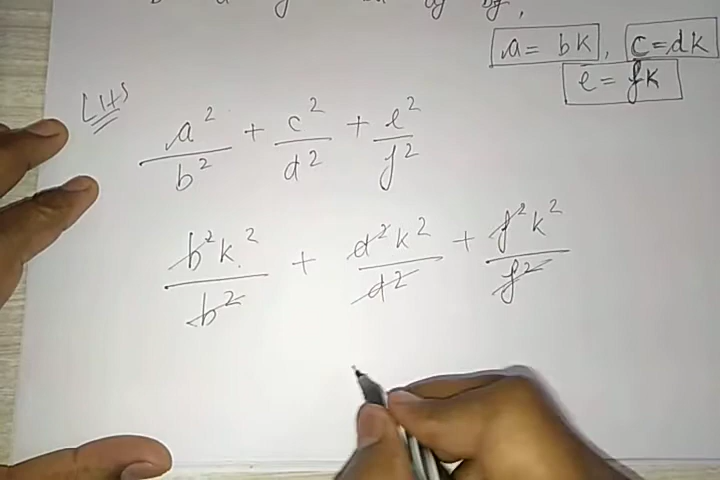 a = bk, c = dk
e = fk
LHS
a²/b² + c²/d² + e²/f²
b²k²/b² + d²k²/d² + f²k²/f²